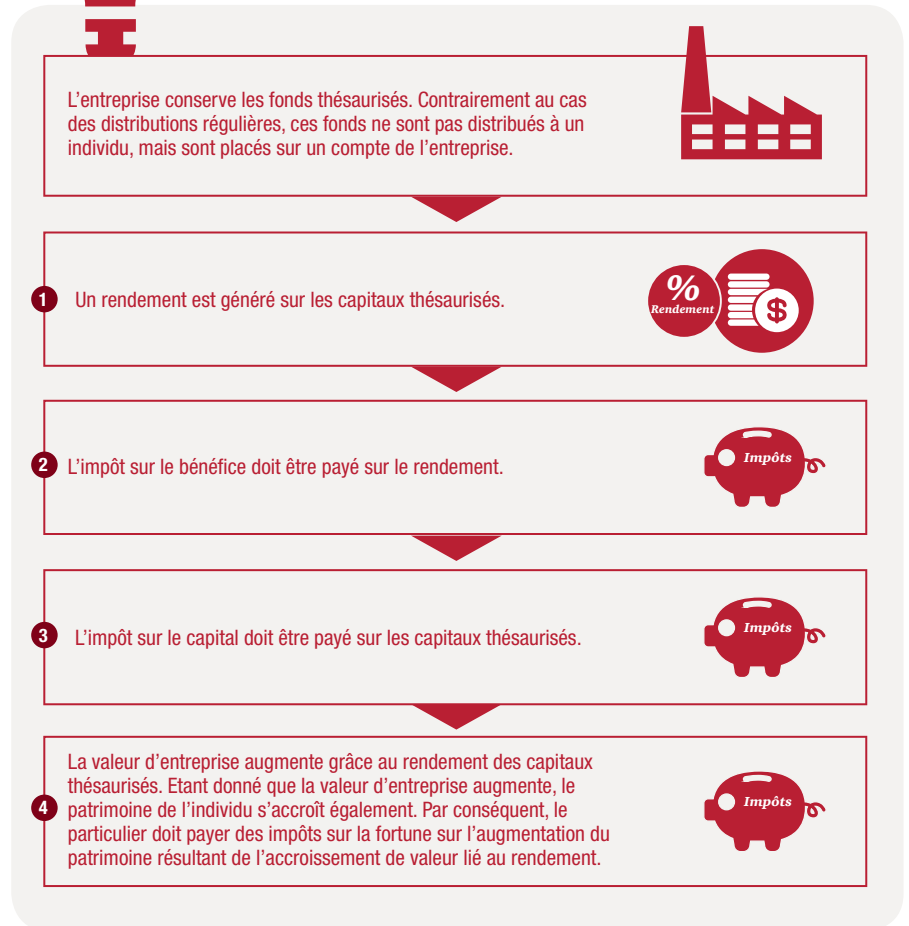 L’entreprise conserve les fonds thésaurisés. Contrairement au cas
des distributions régulières, ces fonds ne sont pas distribués à un
individu, mais sont placés sur un compte de l’entreprise.
1 Un rendement est généré sur les capitaux thésaurisés.
%
Rendement
$
2 L’impôt sur le bénéfice doit être payé sur le rendement.
Impôts
3 L’impôt sur le capital doit être payé sur les capitaux thésaurisés.
Impôts
La valeur d’entreprise augmente grâce au rendement des capitaux
thésaurisés. Etant donné que la valeur d’entreprise augmente, le
4 patrimoine de l’individu s’accroît également. Par conséquent, le
particulier doit payer des impôts sur la fortune sur l’augmentation du
patrimoine résultant de l’accroissement de valeur lié au rendement.
Impôts